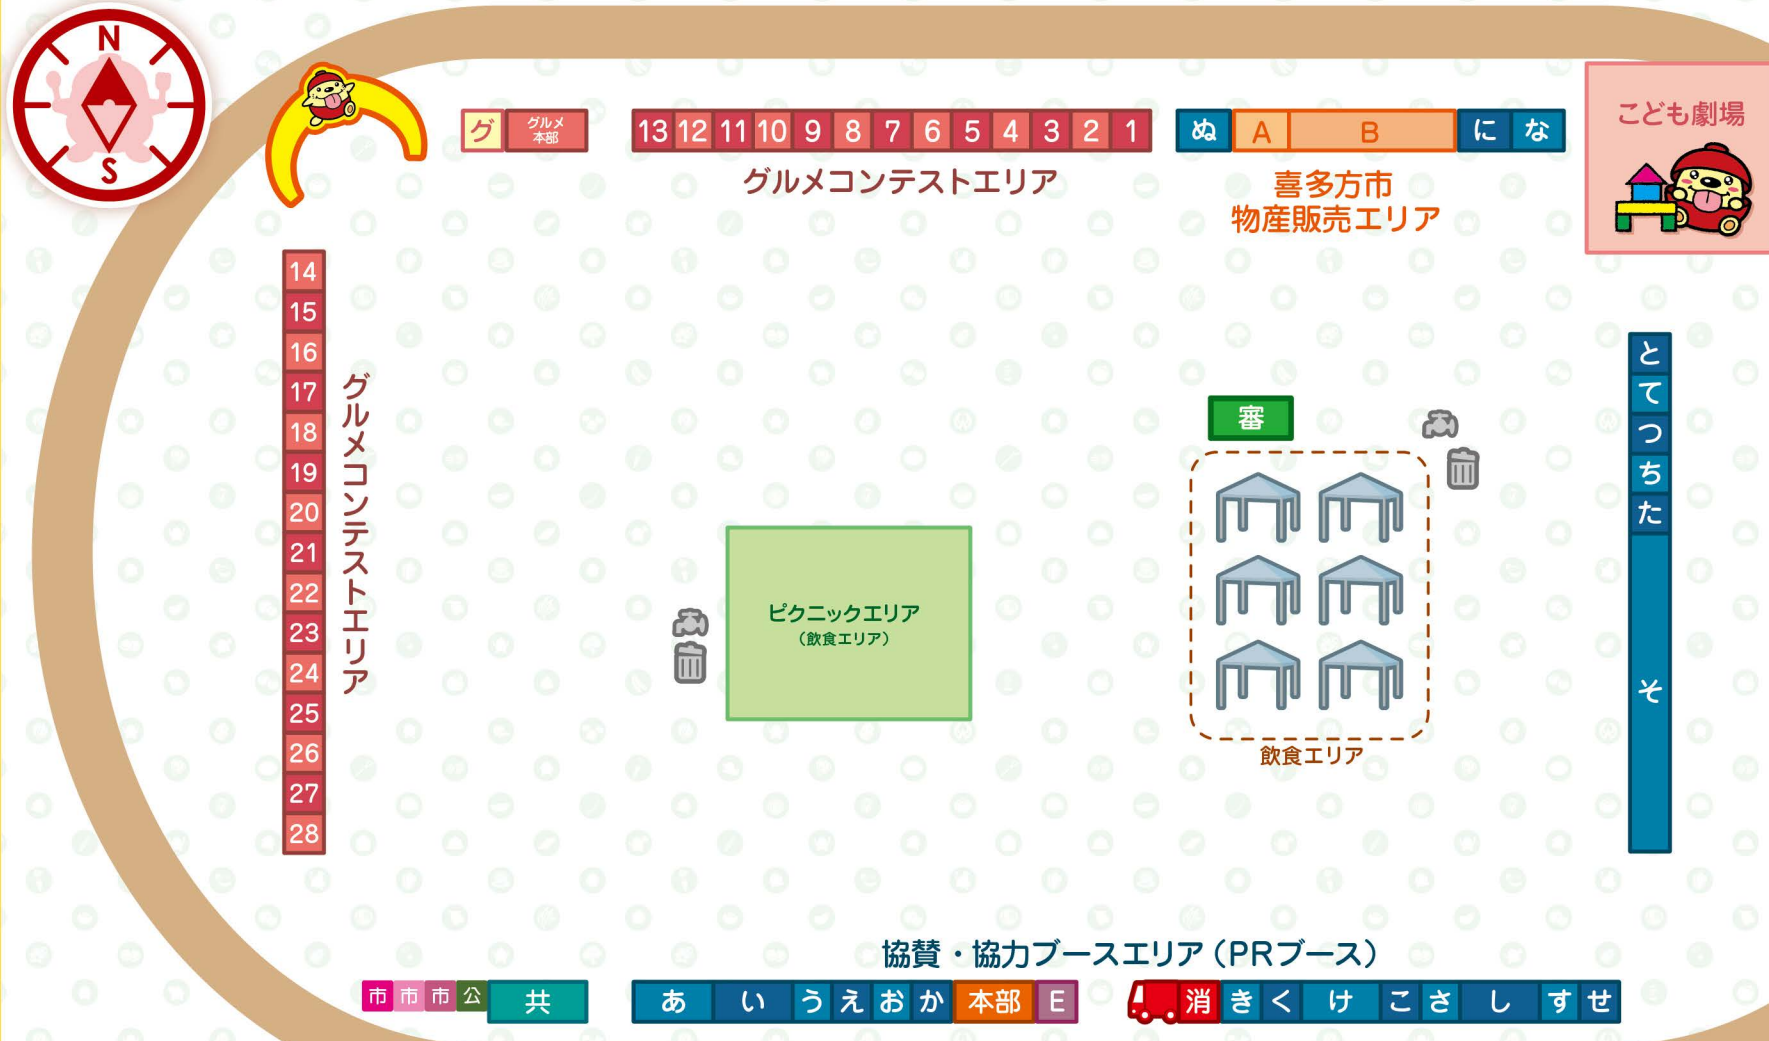 N
S
グ
グルメ
本部
13 12 11 10 9 8 7 6 5 4 3 2 1
グルメコンテストエリア
ぬ A B に な
喜多方市
物産販売エリア
こども劇場
14
15
16
17
18
19
20
21
22
23
24
25
26
27
28
グルメコンテストエリア
審
ピクニックエリア
(飲食エリア)
飲食エリア
と
て
つ
ち
た
そ
協賛・協力ブースエリア(PRブース)
市 市 市 公 共
あ い う え お か 本部 E
消 き く け こ さ し す せ